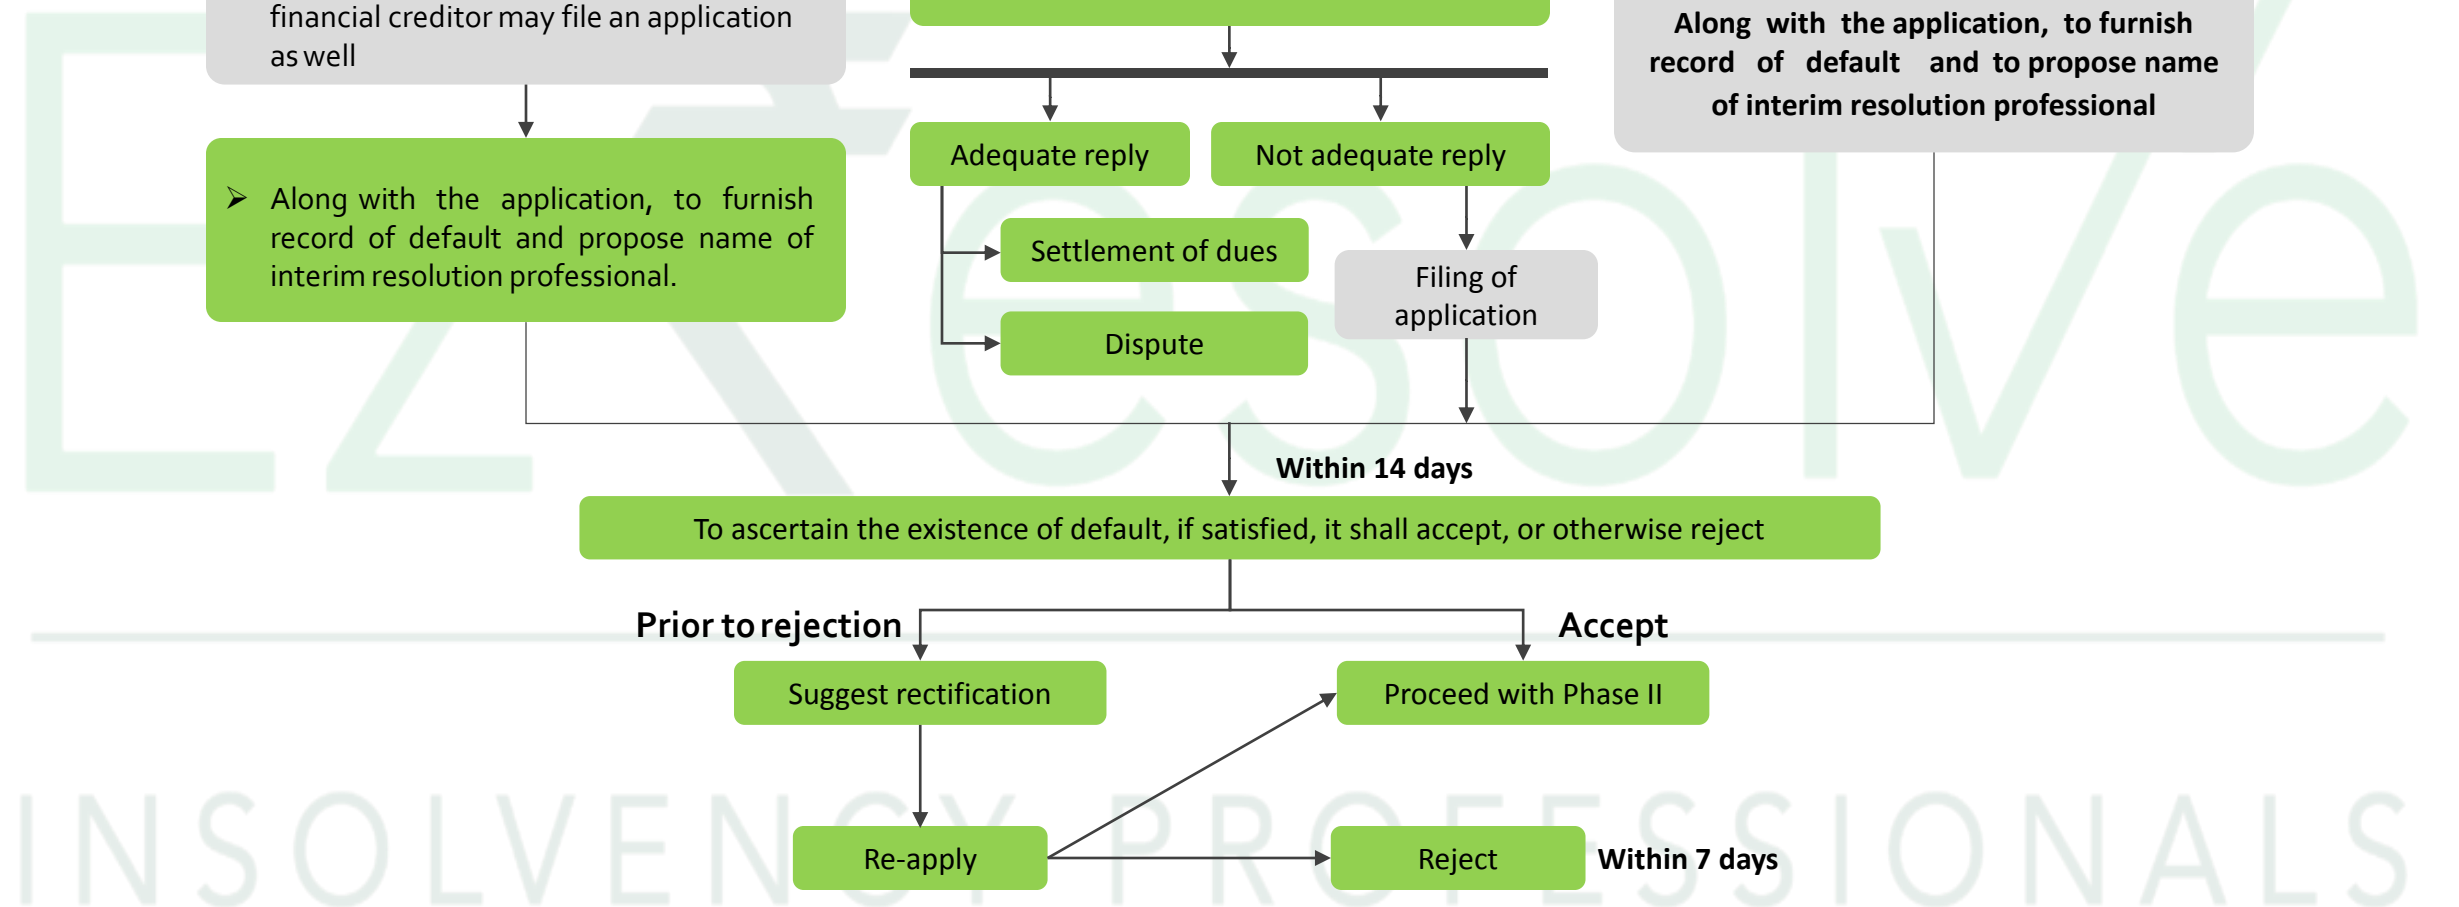 financial creditor may file an application
as well
Along with the application, to furnish
record of default and to propose name
of interim resolution professional
Adequate reply
Not adequate reply
➢ Along with the application, to furnish
record of default and propose name of
interim resolution professional.
Settlement of dues
Filing of
application
Dispute
Within 14 days
To ascertain the existence of default, if satisfied, it shall accept, or otherwise reject
Prior to rejection
Accept
Suggest rectification
Proceed with Phase II
Re-apply
Reject
Within 7 days
EzResolve
INSOLVENCY PROFESSIONALS